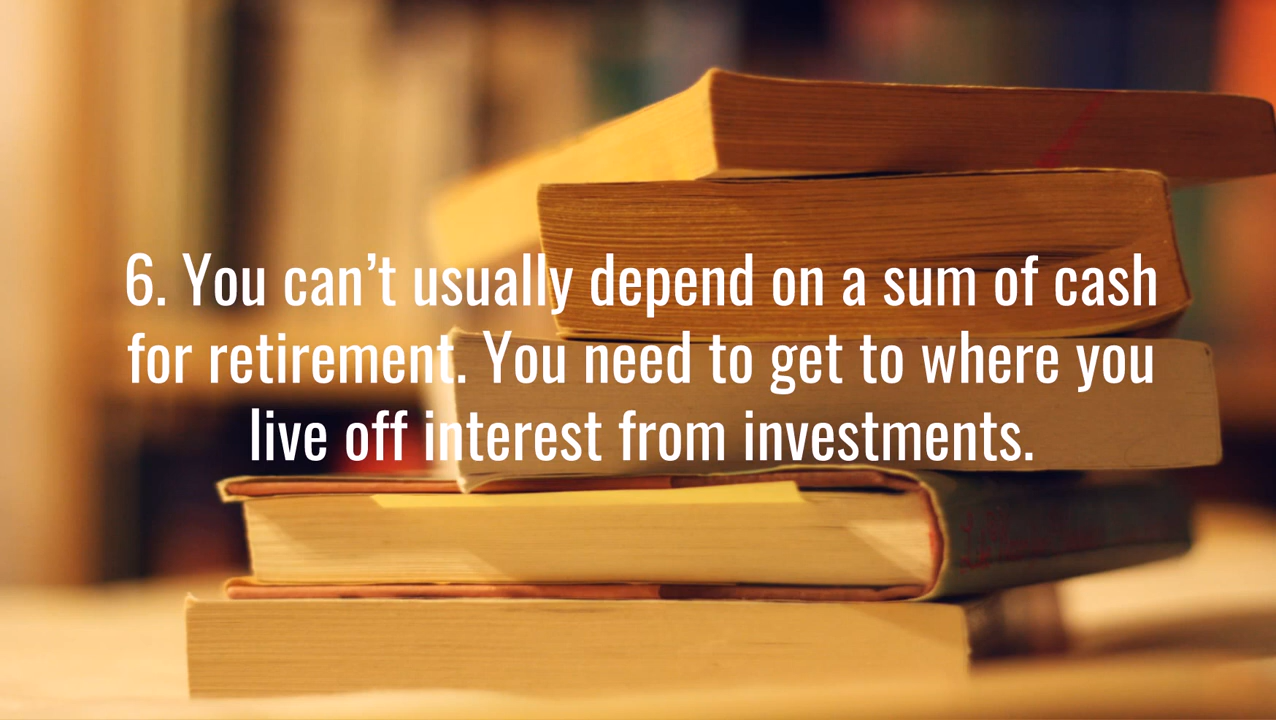 6. You can’t usually depend on a sum of cash
for retirement. You need to get to where you
live off interest from investments.